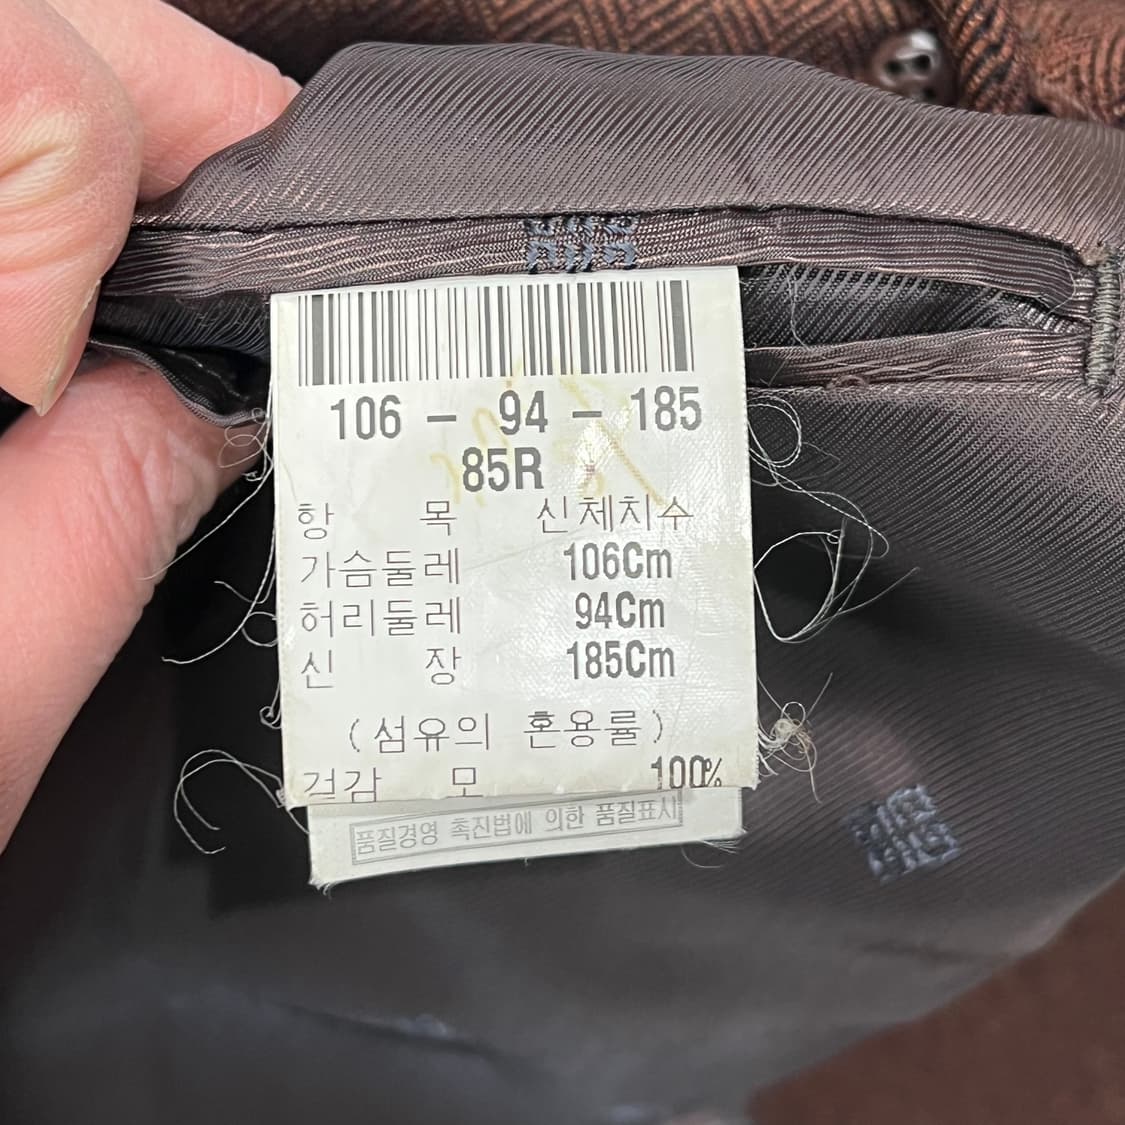 106 - 94 - 185
85R
항 목 신체치수
가슴둘레 106Cm
허리둘레 94Cm
신 장 185Cm
(섬유의 혼용률)
겉감 모 100%
품질경영 촉진법에 의한 품질표시